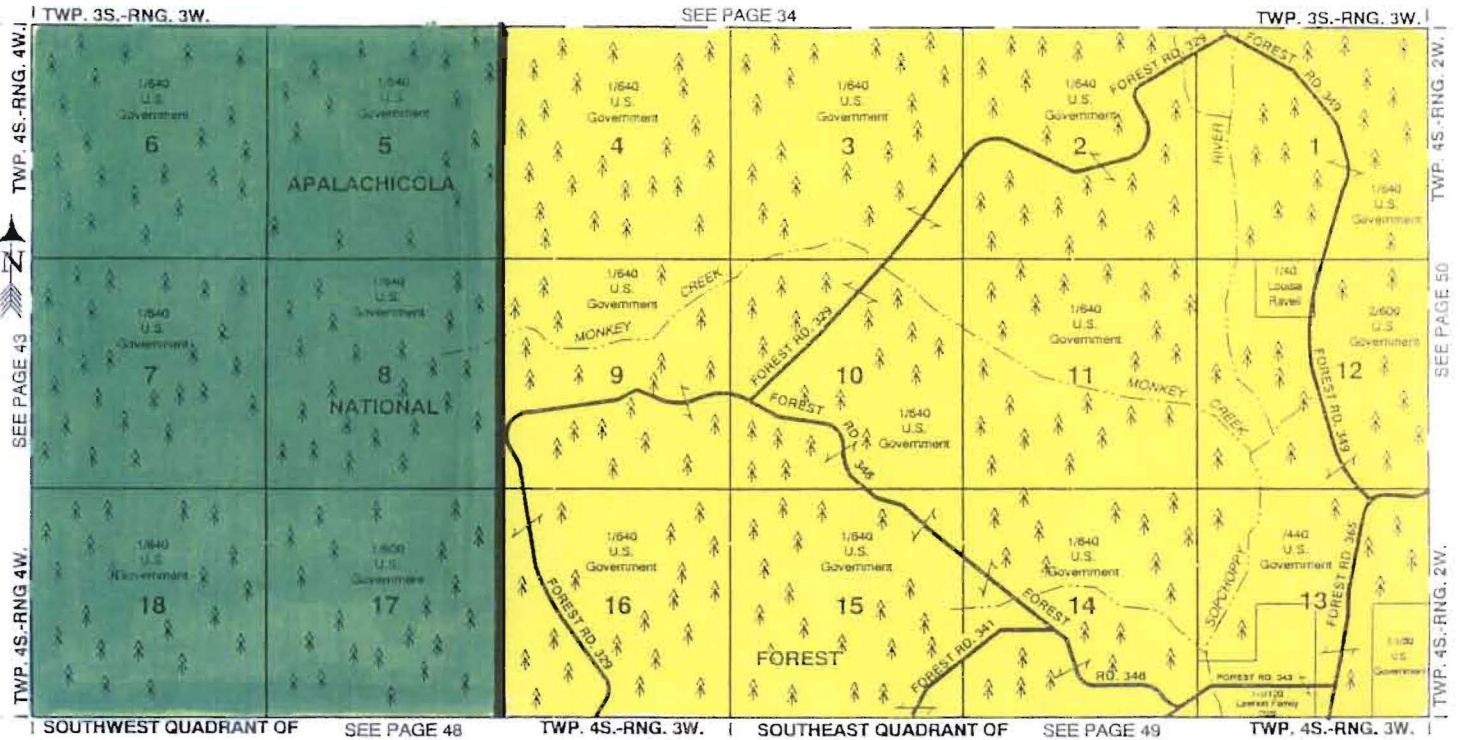 TWP. 3S.-RNG. 3W.
SEE PAGE 34
TWP. 3S.-RNG. 3W.
TWP. 4S.-RNG. 4W.
N
SEE PAGE 43
TWP. 4S.-RNG 4W.
1/640
U.S.
Government
6
1/640
U.S.
Government
5
APALACHICOLA
1/640
U.S.
Government
4
1/640
U.S.
Government
3
1/640
U.S.
Government
2
FOREST RD. 329
FOREST RD. 349
RIVER
1
1/640
U.S.
Government
TWP. 4S.-RNG. 2W.
1/640
U.S.
Government
7
1/640
U.S.
Government
8
NATIONAL
1/640
U.S.
Government
MONKEY CREEK
9
FOREST RD. 329
10
FOREST RD. 348
1/640
U.S.
Government
1/640
U.S.
Government
11
MONKEY CREEK
1/40
Louise
2/600
U.S.
Government
12
FOREST RD. 349
SEE PAGE 50
1/640
U.S.
Government
18
1/600
U.S.
Government
17
1/640
U.S.
Government
16
FOREST RD. 329
1/640
U.S.
Government
15
FOREST
FOREST RD. 341
1/640
U.S.
Government
14
FOREST
RD. 348
SOPCHOPPY
/440
U.S.
Government
13
FOREST RD. 365
FOREST RD. 343
Family
U.S.
Government
TWP. 4S.-RNG. 2W.
SOUTHWEST QUADRANT OF
SEE PAGE 48
TWP. 4S.-RNG. 3W.
SOUTHEAST QUADRANT OF
SEE PAGE 49
TWP. 4S.-RNG. 3W.